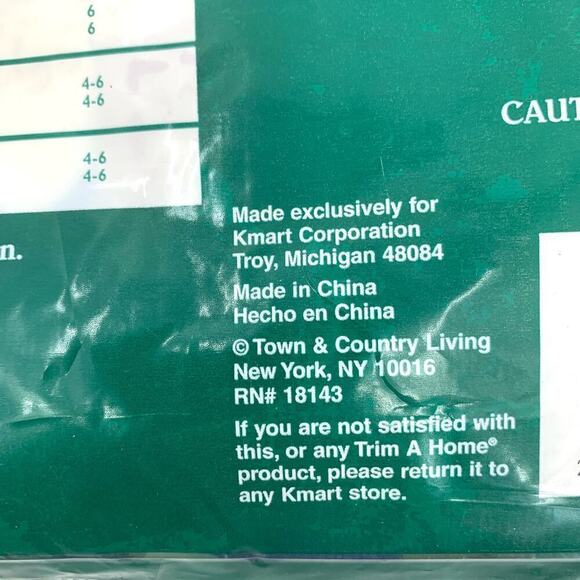 6
6
4-6
4-6
4-6
4-6
n.
Made exclusively for
Kmart Corporation
Troy, Michigan 48084
Made in China
Hecho en China
© Town & Country Living
New York, NY 10016
RN# 18143
If you are not satisfied with
this, or any Trim A Home®
product, please return it to
any Kmart store.
CAUT